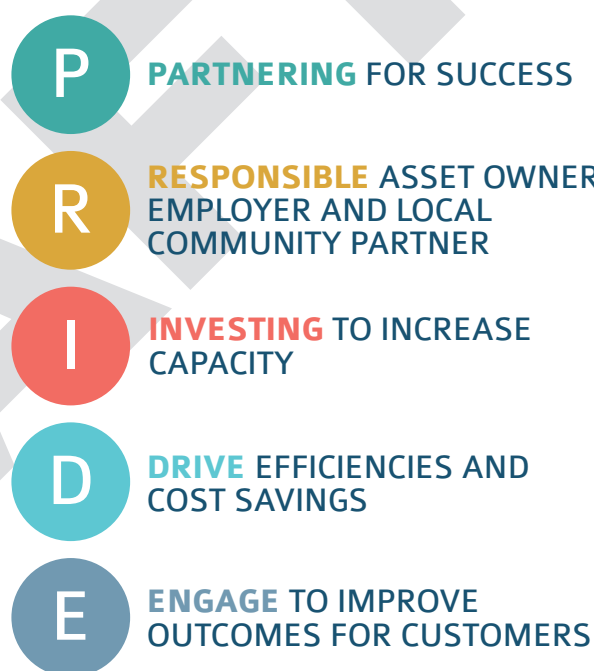 P
PARTNERING FOR SUCCESS
R
RESPONSIBLE ASSET OWNER
EMPLOYER AND LOCAL
COMMUNITY PARTNER
I
INVESTING TO INCREASE
CAPACITY
D
DRIVE EFFICIENCIES AND
COST SAVINGS
E
ENGAGE TO IMPROVE
OUTCOMES FOR CUSTOMERS